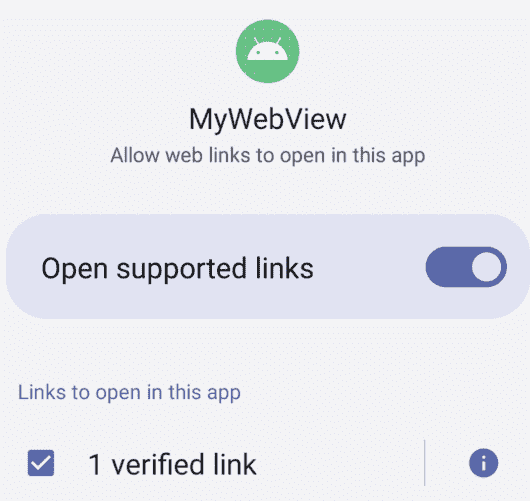 MyWebView
Allow web links to open in this app
Open supported links
Links to open in this app
1 verified link